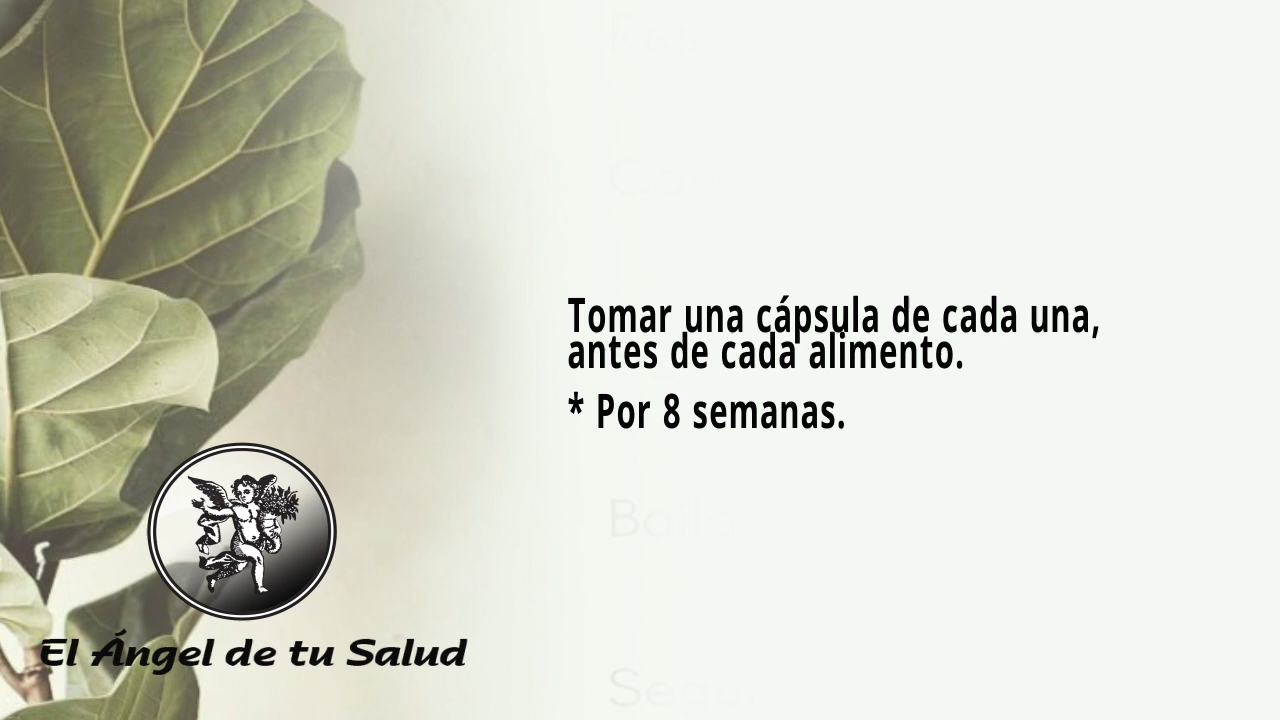 Tomar una cápsula de cada una,
antes de cada alimento.
* Por 8 semanas.
El Ángel de tu Salud